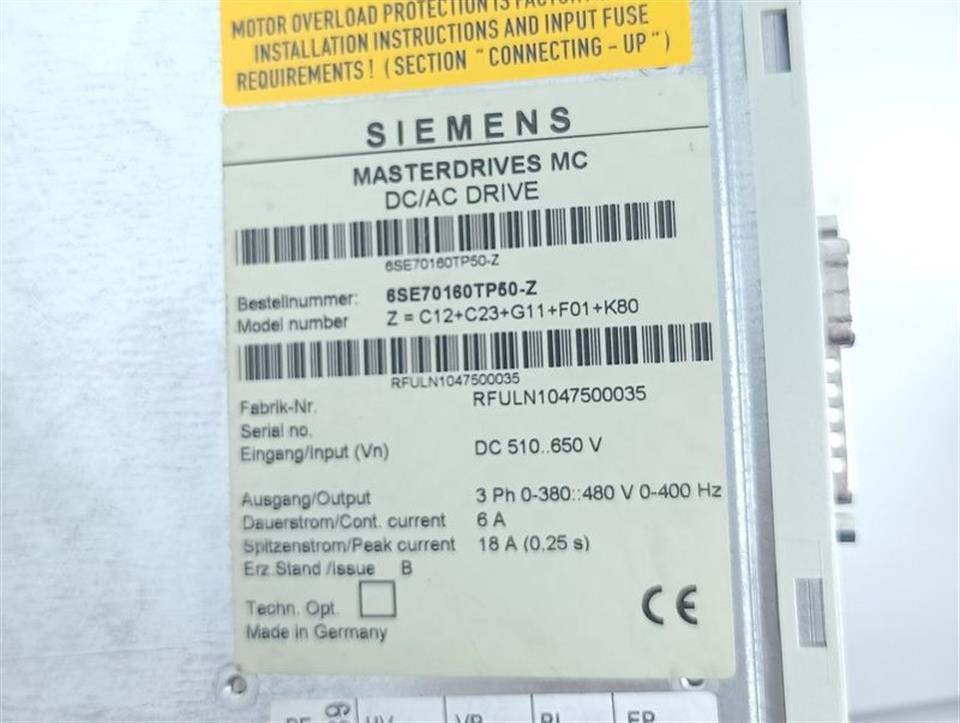 MOTOR OVERLOAD PROTECTION IS
INSTALLATION INSTRUCTIONS AND INPUT FUSE
REQUIREMENTS! (SECTION "CONNECTING-UP")
SIEMENS
MASTERDRIVES MC
DC/AC DRIVE
6SE70160TP50-Z
Bestellnummer: 6SE70160TP50-Z
Model number Z = C12+C23+G11+F01+K80
RFULN1047500035
Fabrik-Nr. RFULN1047500035
Serial no.
Eingang/Input (Vn) DC 510..650 V
Ausgang/Output 3 Ph 0-380::480 V 0-400 Hz
Dauerstrom/Cont. current 6 A
Spitzenstrom/Peak current 18 A (0,25 s)
Erz.Stand /Issue B
Techn. Opt.
Made in Germany
CE